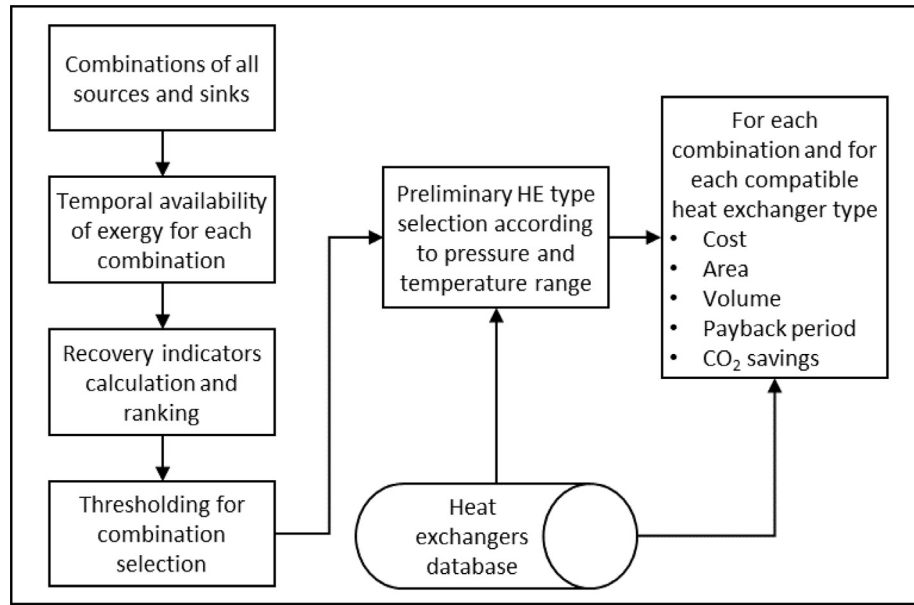 Combinations of all
sources and sinks
Temporal availability
of exergy for each
combination
Recovery indicators
calculation and
ranking
Thresholding for
combination
selection
Preliminary HE type
selection according
to pressure and
temperature range
Heat
exchangers
database
For each
combination and for
each compatible
heat exchanger type
• Cost
• Area
• Volume
• Payback period
• CO₂ savings